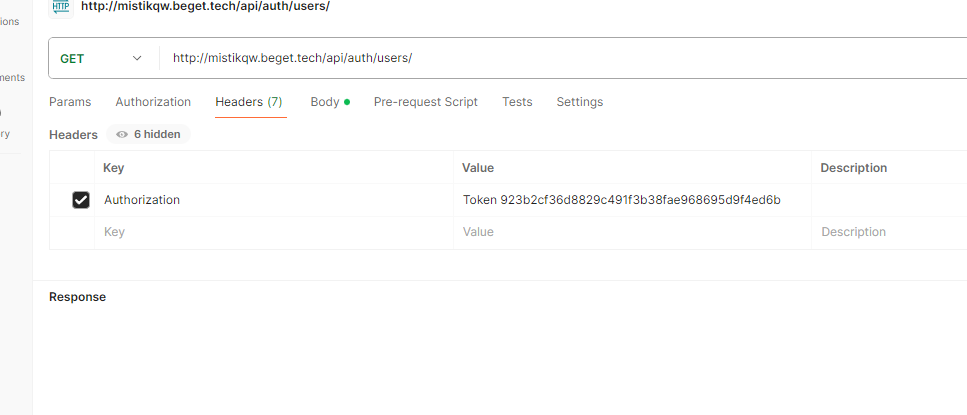 HTTP http://mistikqw.beget.tech/api/auth/users/
ions
GET http://mistikqw.beget.tech/api/auth/users/
ments
Params Authorization Headers (7) Body Pre-request Script Tests Settings
ry
Headers 6 hidden
Key Value Description
Authorization Token 923b2cf36d8829c491f3b38fae968695d9f4ed6b
Key Value Description
Response